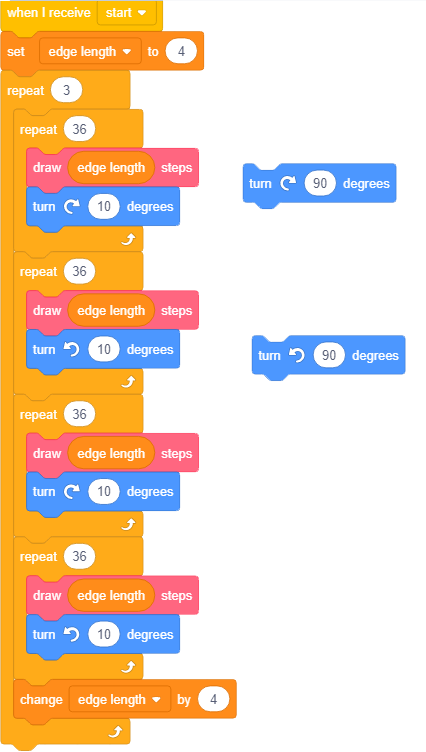 when I receive start
set edge length to 4
repeat 3
repeat 36
draw edge length steps
turn 10 degrees
repeat 36
draw edge length steps
turn 10 degrees
repeat 36
draw edge length steps
turn 10 degrees
repeat 36
draw edge length steps
turn 10 degrees
change edge length by 4
turn 90 degrees
turn 90 degrees